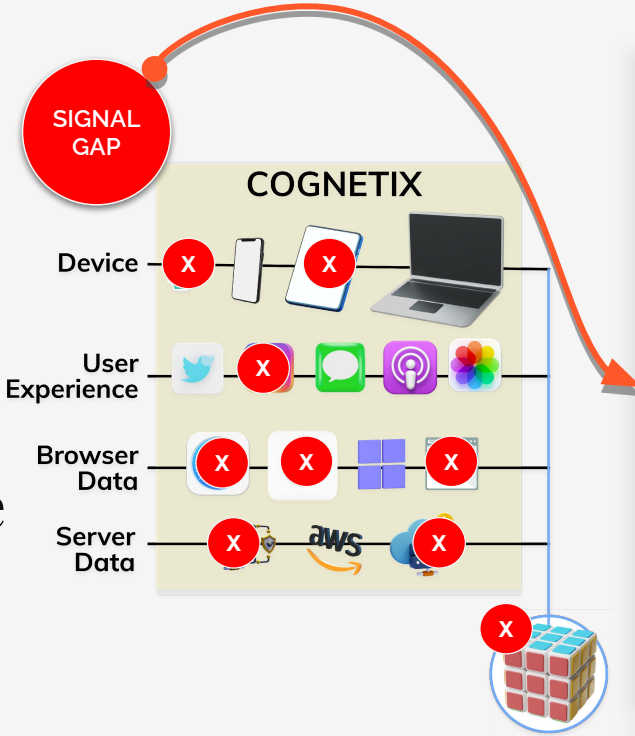 SIGNAL
GAP
COGNETIX
Device
X
X
User
Experience
X
Browser
Data
X
X
X
e
Server
Data
X
aws
X
X